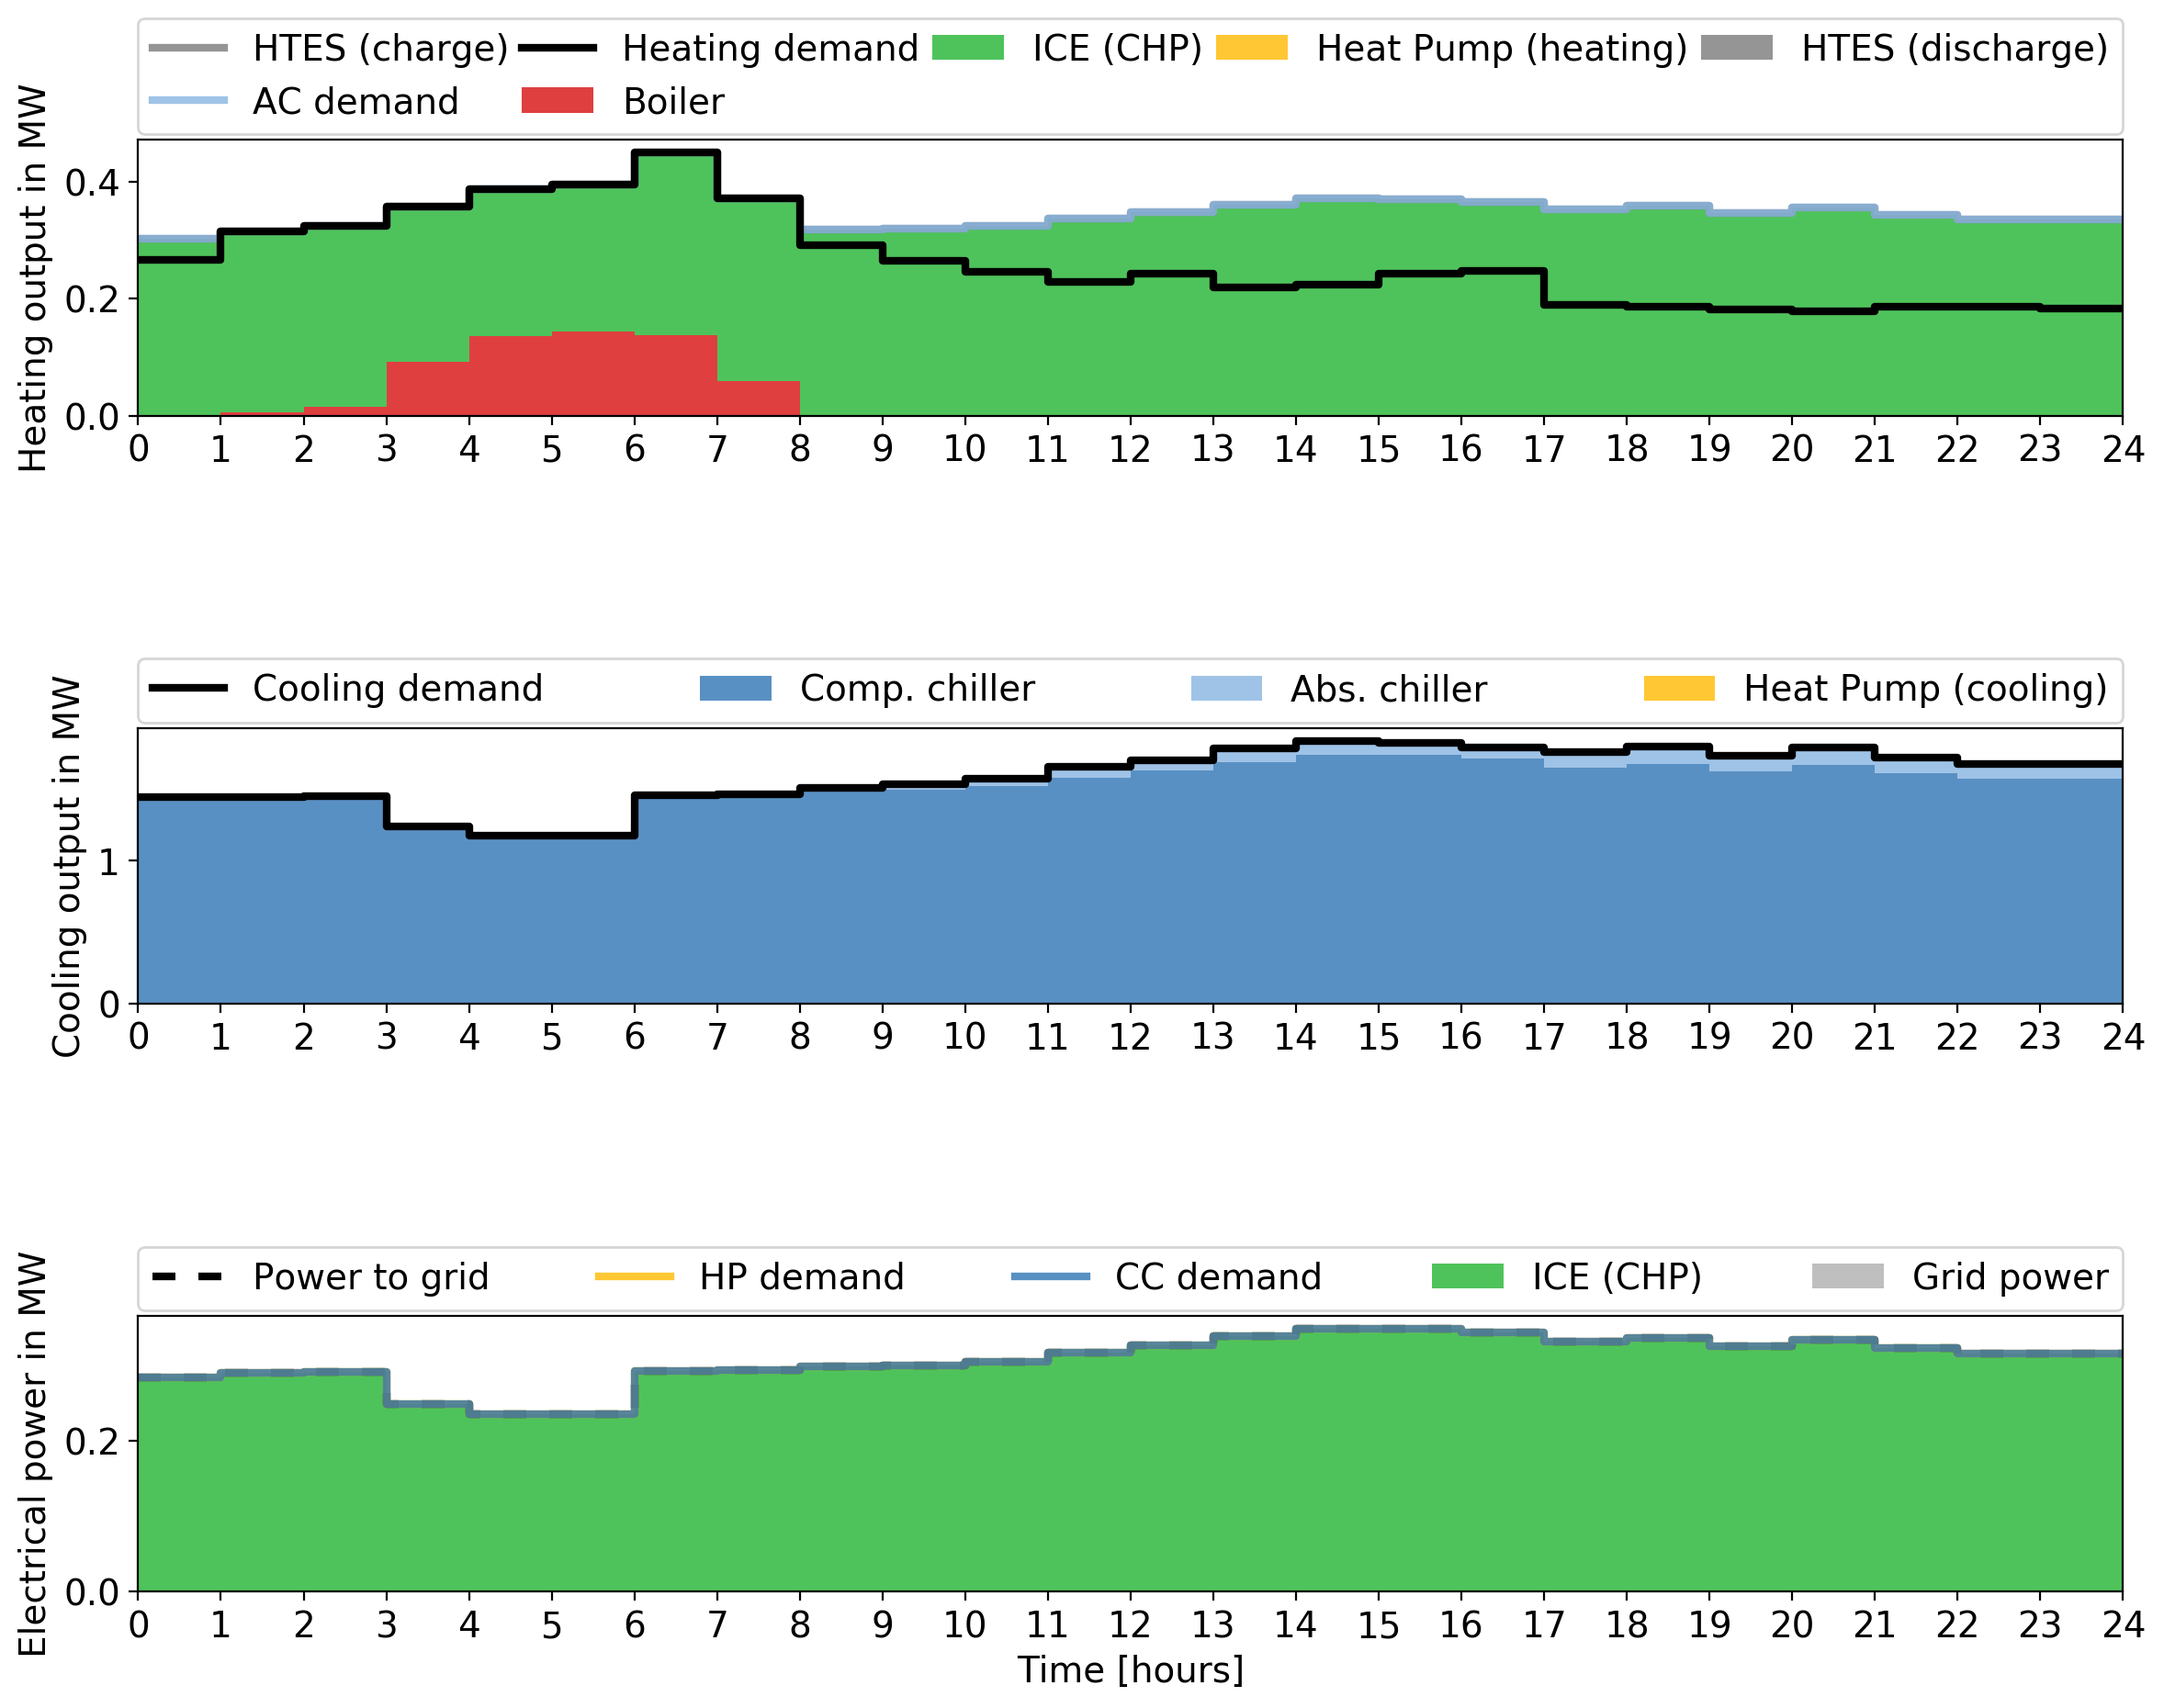 HTES (charge) Heating demand ICE (CHP) Heat Pump (heating) HTES (discharge)
AC demand Boiler
Heating output in MW
0.4
0.2
0.0
0 1 2 3 4 5 6 7 8 9 10 11 12 13 14 15 16 17 18 19 20 21 22 23 24
Cooling demand Comp. chiller Abs. chiller Heat Pump (cooling)
Cooling output in MW
1
0
0 1 2 3 4 5 6 7 8 9 10 11 12 13 14 15 16 17 18 19 20 21 22 23 24
Power to grid HP demand CC demand ICE (CHP) Grid power
Electrical power in MW
0.2
0.0
0 1 2 3 4 5 6 7 8 9 10 11 12 13 14 15 16 17 18 19 20 21 22 23 24
Time [hours]